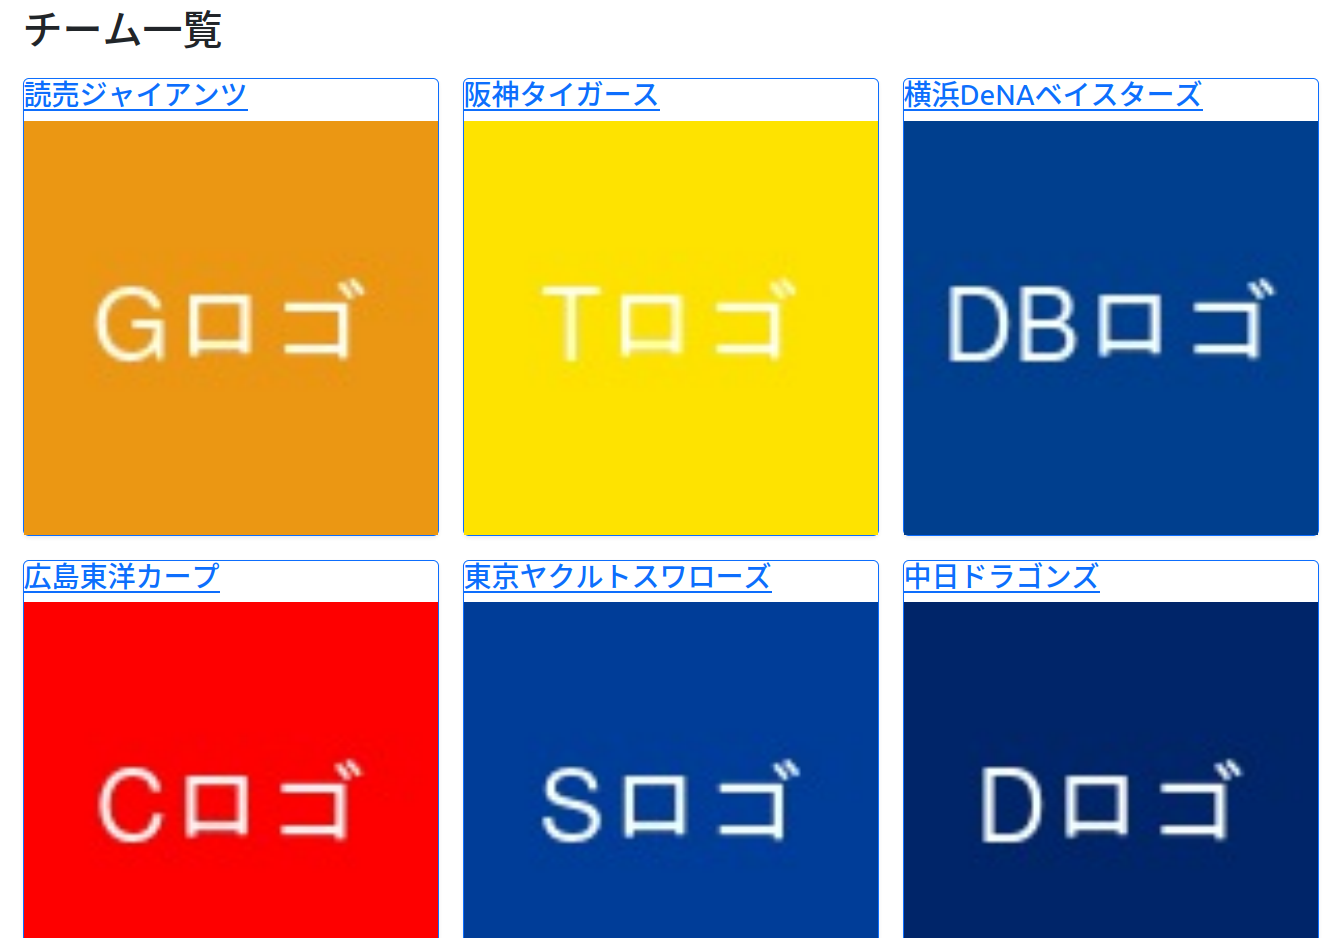 チーム一覧
読売ジャイアンツ
阪神タイガース
横浜DeNAベイスターズ
Gロゴ
Tロゴ
DBロゴ
広島東洋カープ
東京ヤクルトスワローズ
中日ドラゴンズ
Cロゴ
Sロゴ
Dロゴ